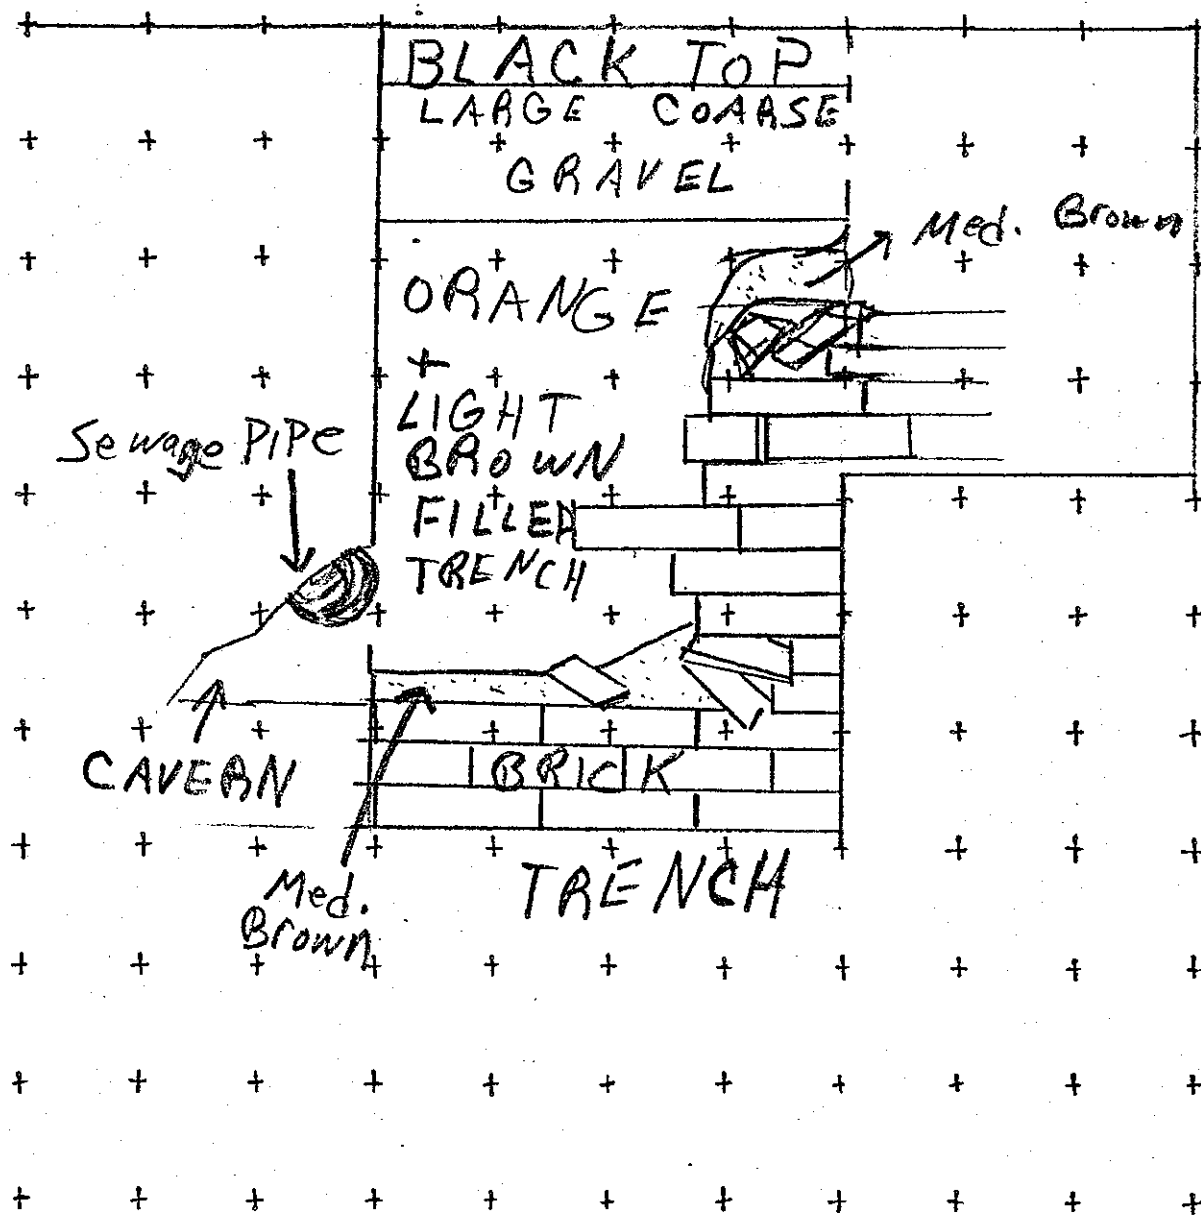 BLACK TOP
LARGE COARSE
GRAVEL
Med. Brown
ORANGE
+
LIGHT
BROWN
FILLED
TRENCH
Sewage PIPe
CAVERN
BRICK
Med.
Brown
TRENCH